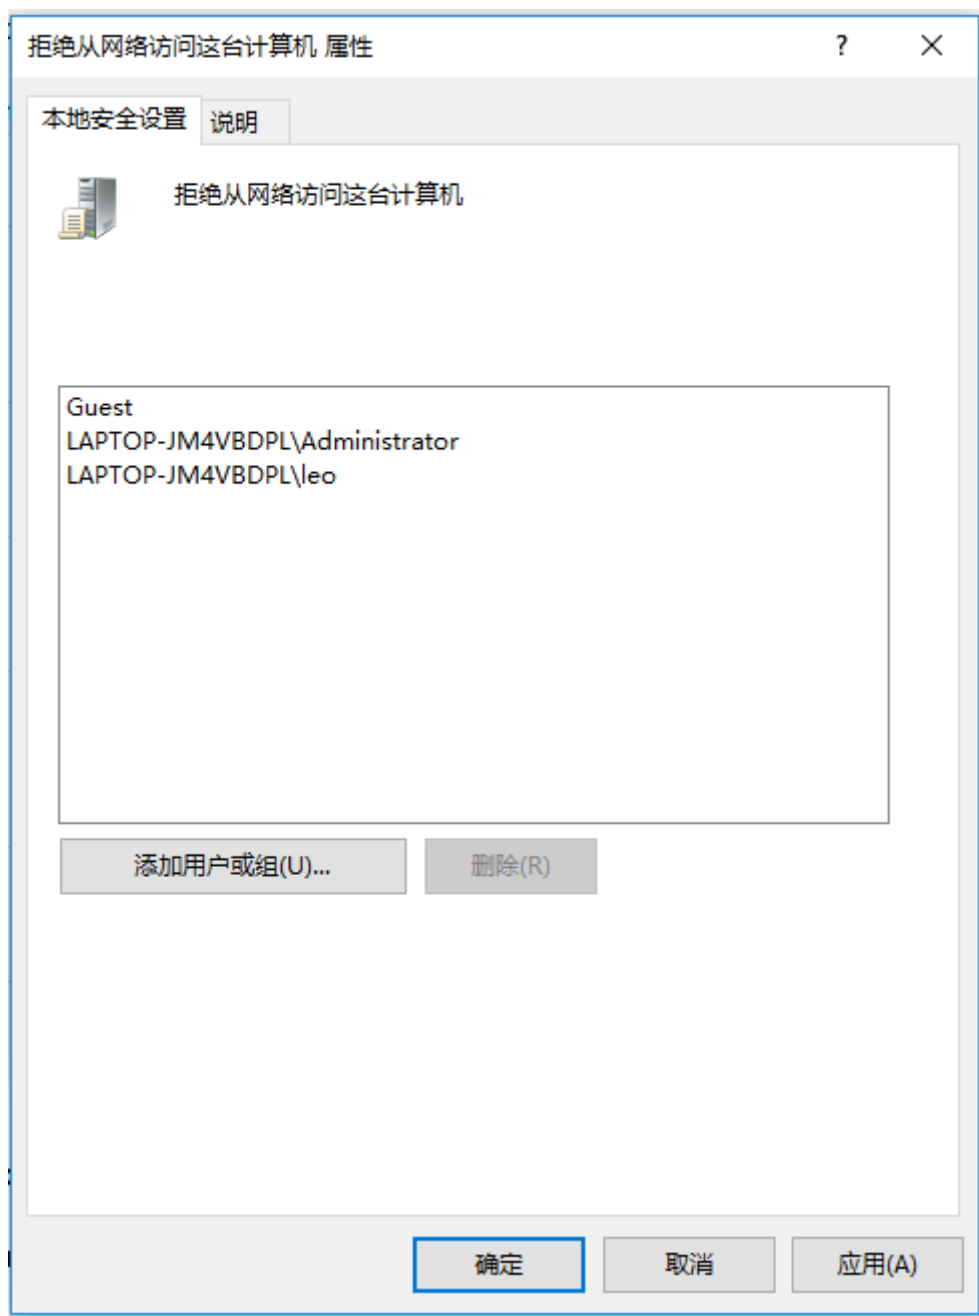 拒绝从网络访问这台计算机 属性
?
本地安全设置
说明
拒绝从网络访问这台计算机
Guest
LAPTOP-JM4VBDPL\Administrator
LAPTOP-JM4VBDPL\leo
添加用户或组(U)...
删除(R)
确定
取消
应用(A)